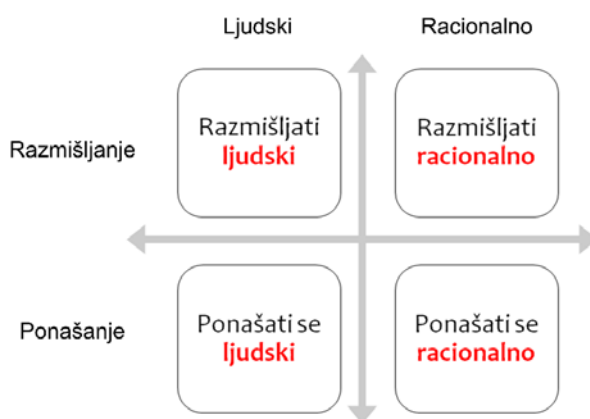 Ljudski
Racionalno
Razmišljanje
Razmišljati
ljudski
Razmišljati
racionalno
Ponašanje
Ponašati se
ljudski
Ponašati se
racionalno